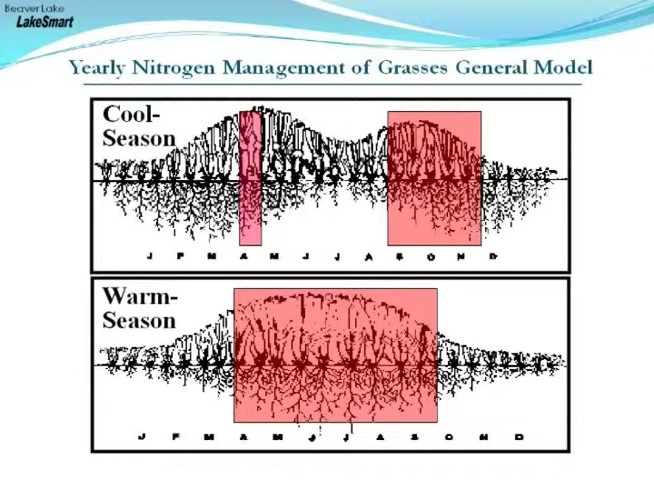 Beaver Lake
LakeSmart
Yearly Nitrogen Management of Grasses General Model
Cool-
Season
J F M A M J J A S O N D
Warm-
Season
J F M A M J J A S O N D